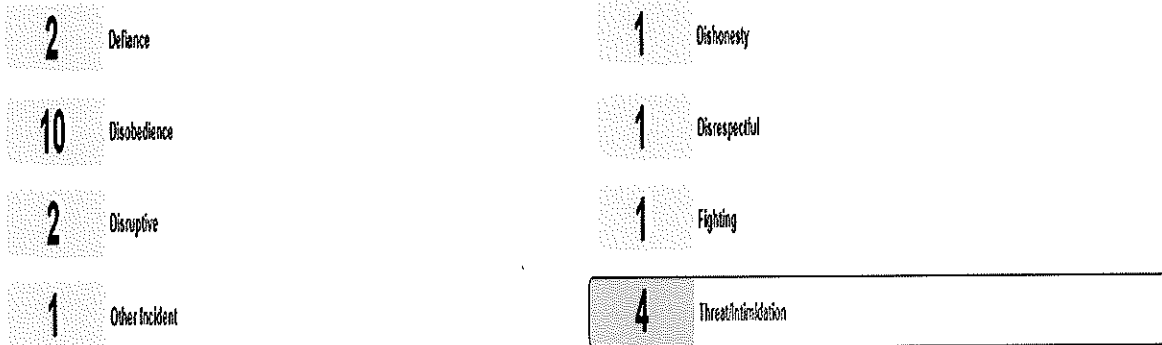 2 Defiance
1 Dishonesty
10 Disobedience
1 Disrespectful
2 Disruptive
1 Fighting
1 Other Incident
4 Threat/Intimidation